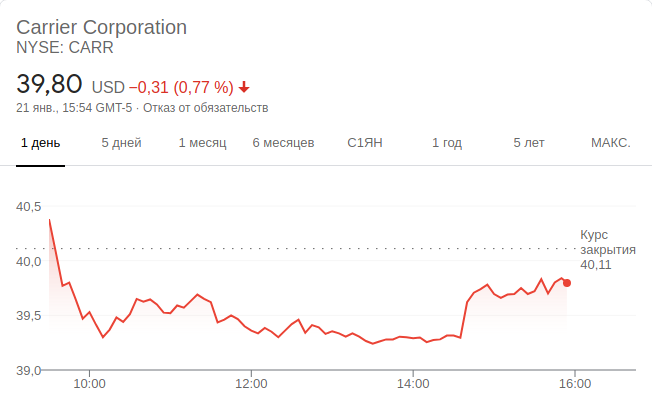 Carrier Corporation
NYSE: CARR
39,80 USD −0,31 (0,77 %)
21 янв., 15:54 GMT-5 · Отказ от обязательств
1 день 5 дней 1 месяц 6 месяцев С1ЯН 1 год 5 лет МАКС.
40,5
Курс
закрытия
40,11
40,0
39,5
39,0
10:00 12:00 14:00 16:00